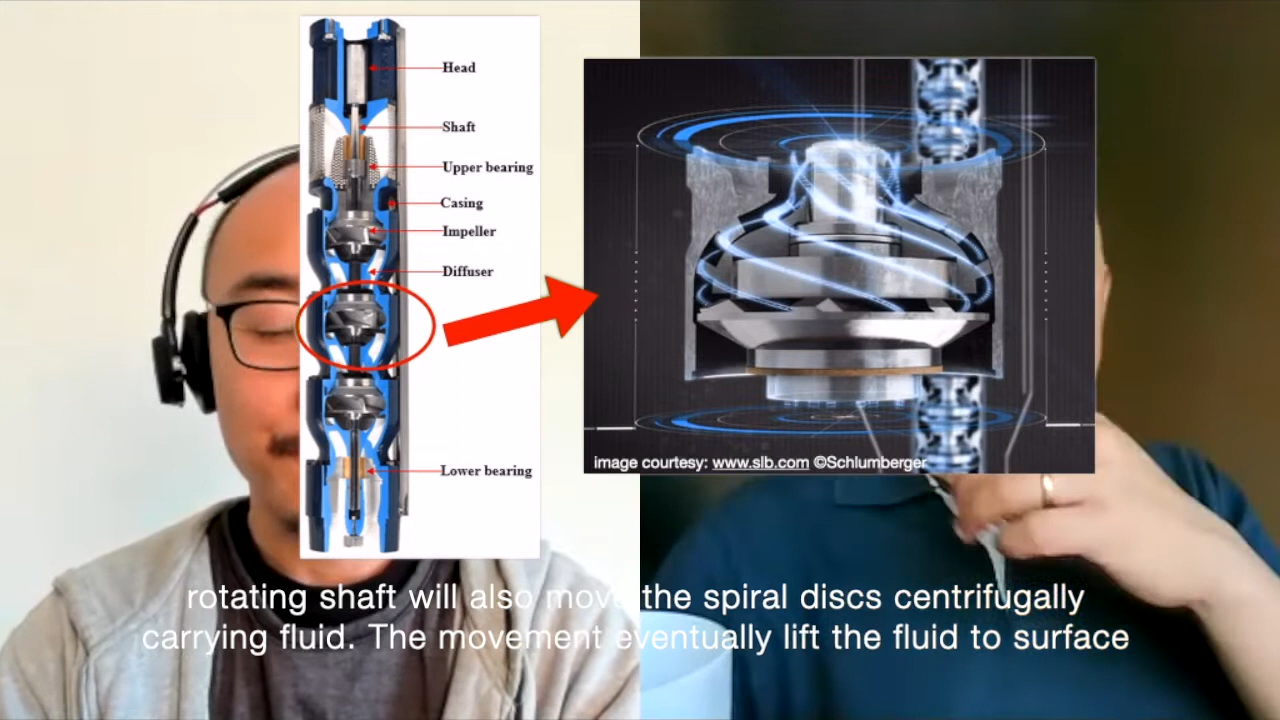 Head
Shaft
Upper bearing
Casing
Impeller
Diffuser
Lower bearing
image courtesy: www.slb.com ©Schlumberger
rotating shaft will also move the spiral discs centrifugally
carrying fluid. The movement eventually lift the fluid to surface